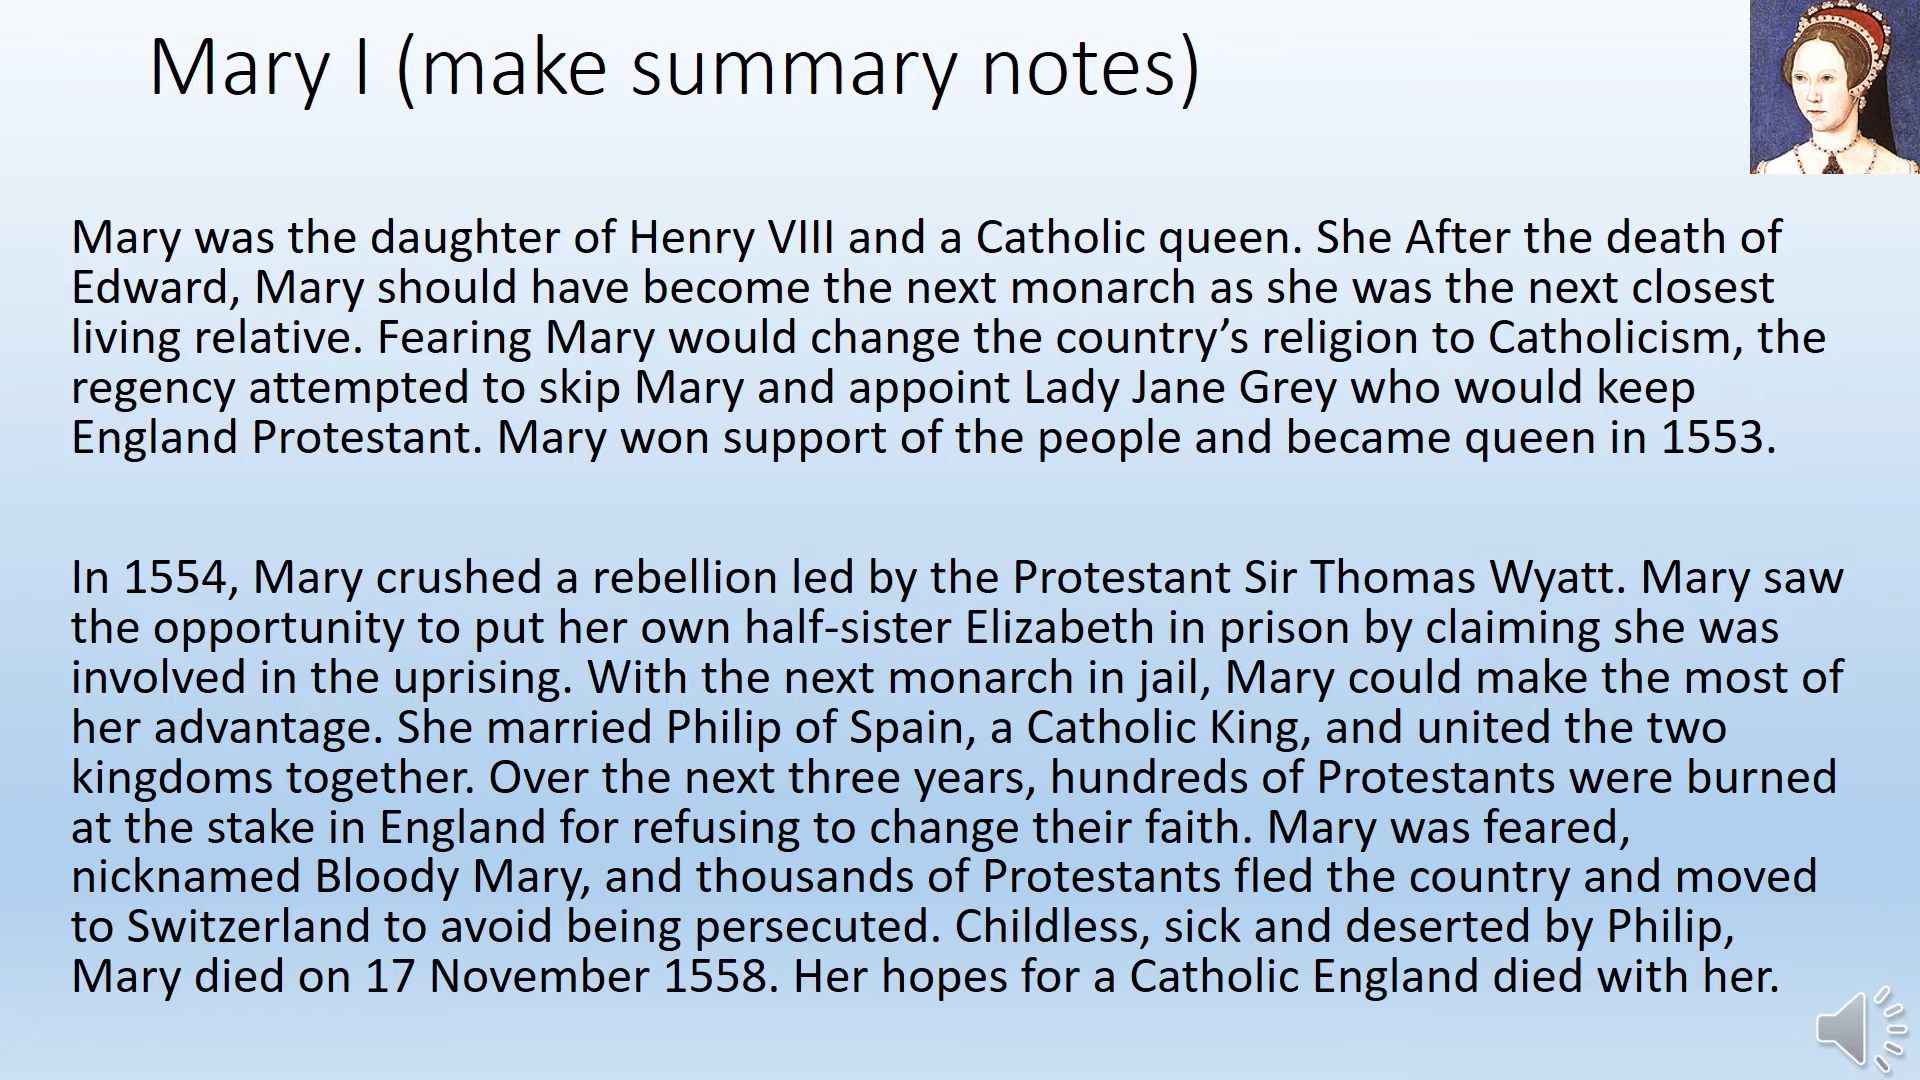 Mary I (make summary notes)
Mary was the daughter of Henry VIII and a Catholic queen. She After the death of
Edward, Mary should have become the next monarch as she was the next closest
living relative. Fearing Mary would change the country’s religion to Catholicism, the
regency attempted to skip Mary and appoint Lady Jane Grey who would keep
England Protestant. Mary won support of the people and became queen in 1553.
In 1554, Mary crushed a rebellion led by the Protestant Sir Thomas Wyatt. Mary saw
the opportunity to put her own half-sister Elizabeth in prison by claiming she was
involved in the uprising. With the next monarch in jail, Mary could make the most of
her advantage. She married Philip of Spain, a Catholic King, and united the two
kingdoms together. Over the next three years, hundreds of Protestants were burned
at the stake in England for refusing to change their faith. Mary was feared,
nicknamed Bloody Mary, and thousands of Protestants fled the country and moved
to Switzerland to avoid being persecuted. Childless, sick and deserted by Philip,
Mary died on 17 November 1558. Her hopes for a Catholic England died with her.